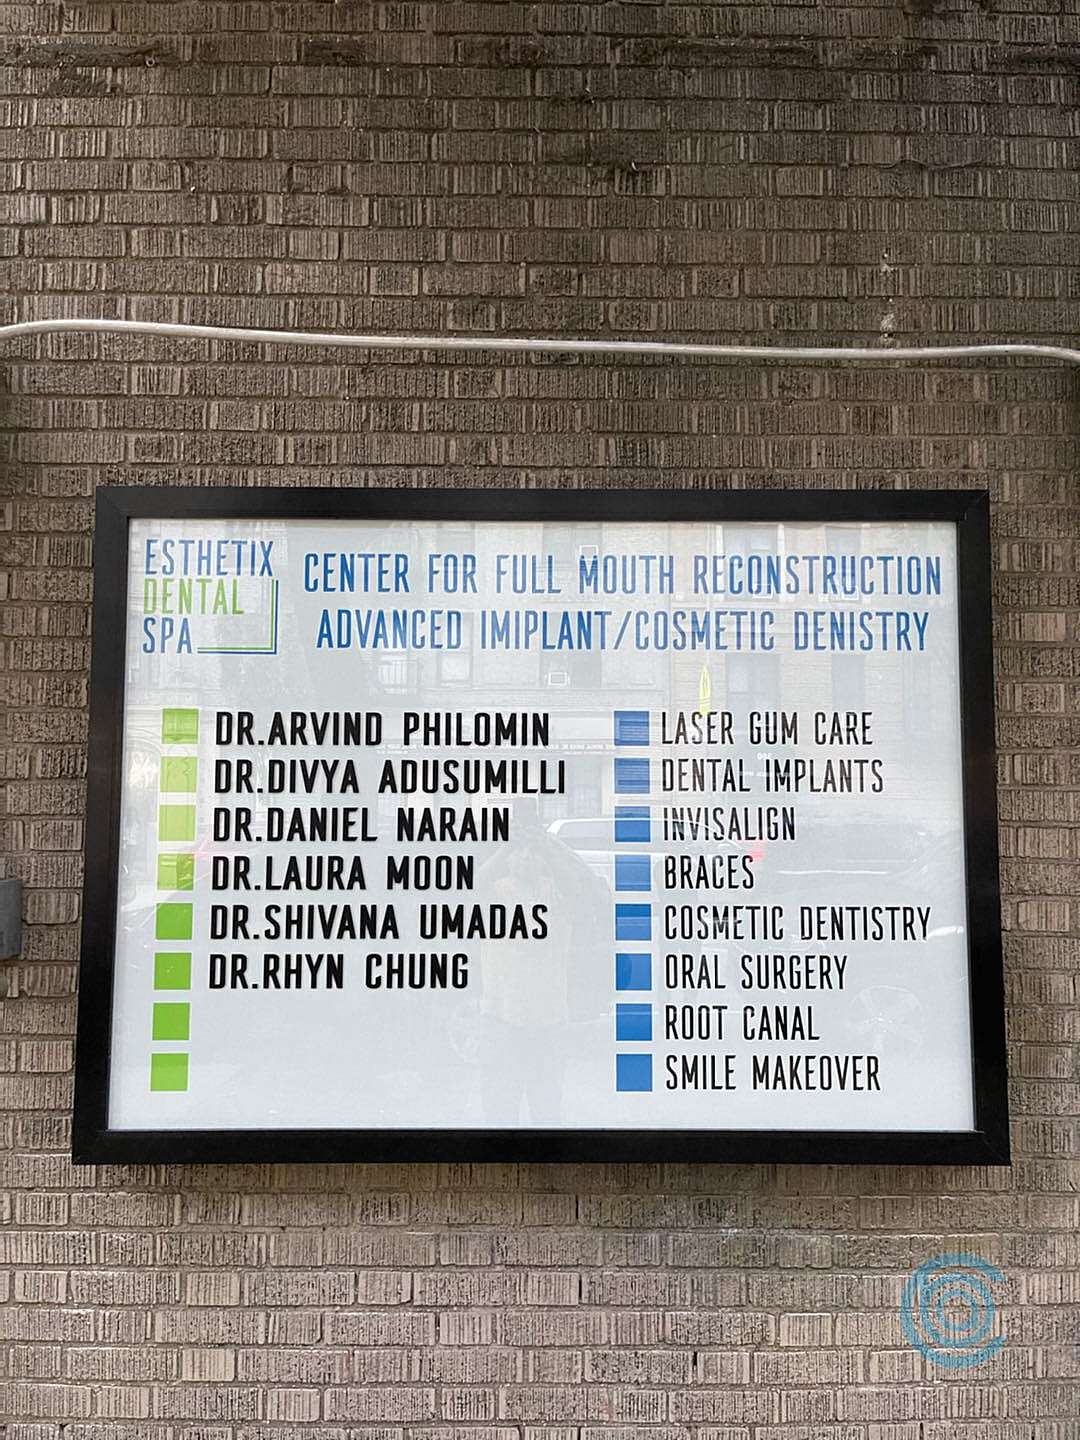 ESTHETIX
DENTAL
SPA
CENTER FOR FULL MOUTH RECONSTRUCTION
ADVANCED IMIPLANT/COSMETIC DENISTRY
DR.ARVIND PHILOMIN
DR.DIVYA ADUSUMILLI
DR.DANIEL NARAIN
DR.LAURA MOON
DR.SHIVANA UMADAS
DR.RHYN CHUNG
LASER GUM CARE
DENTAL IMPLANTS
INVISALIGN
BRACES
COSMETIC DENTISTRY
ORAL SURGERY
ROOT CANAL
SMILE MAKEOVER